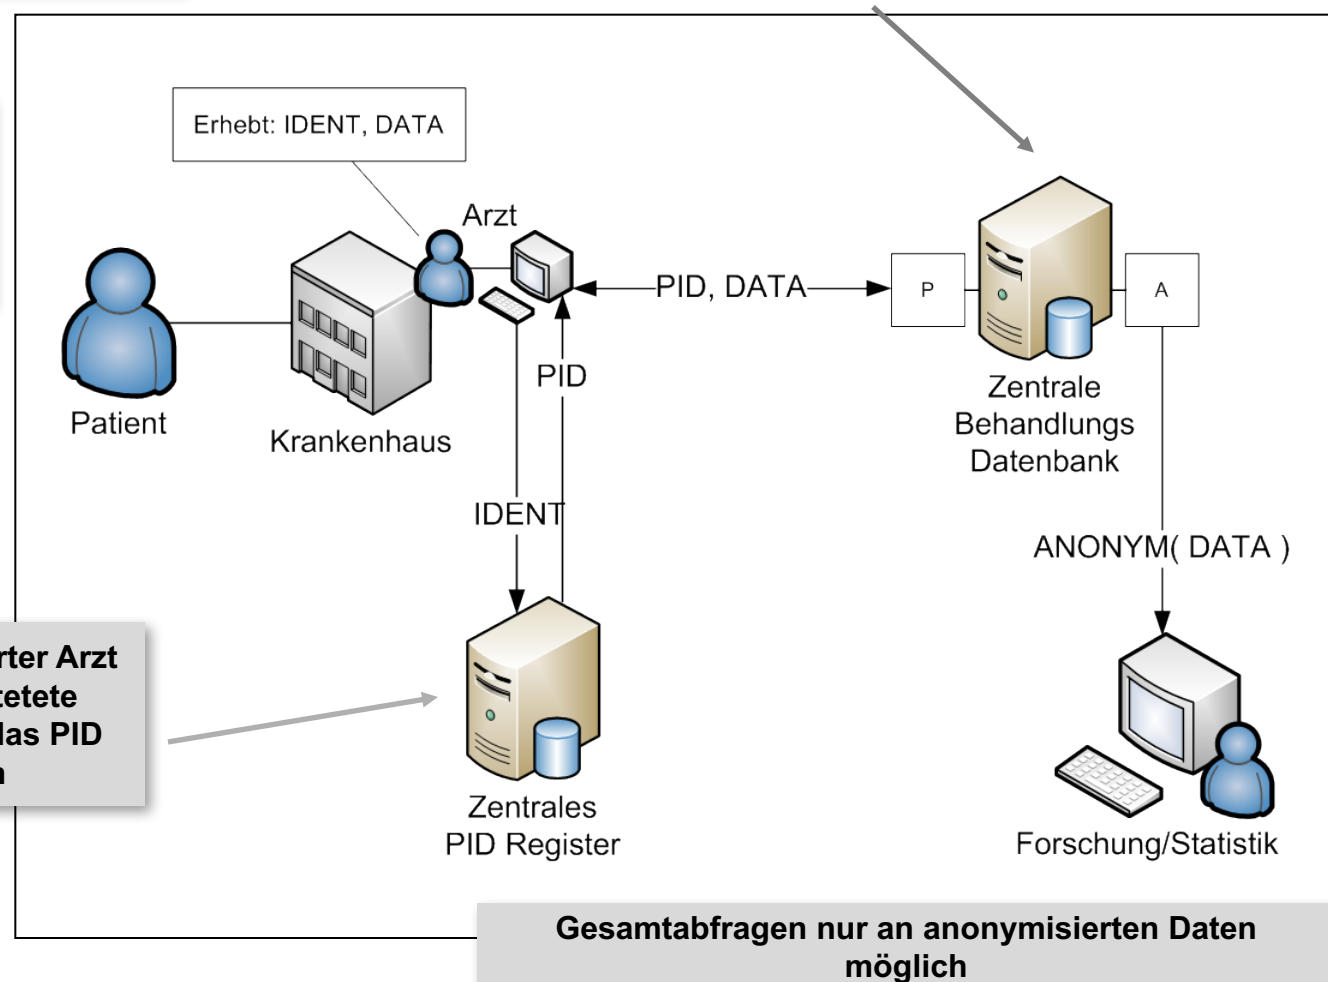 Erhebt: IDENT, DATA
Arzt
PID, DATA
P
A
PID
Patient
Krankenhaus
Zentrale
Behandlungs
Datenbank
IDENT
ANONYM( DATA )
rter Arzt
tetete
las PID
Zentrales
PID Register
Forschung/Statistik
Gesamtabfragen nur an anonymisierten Daten
möglich